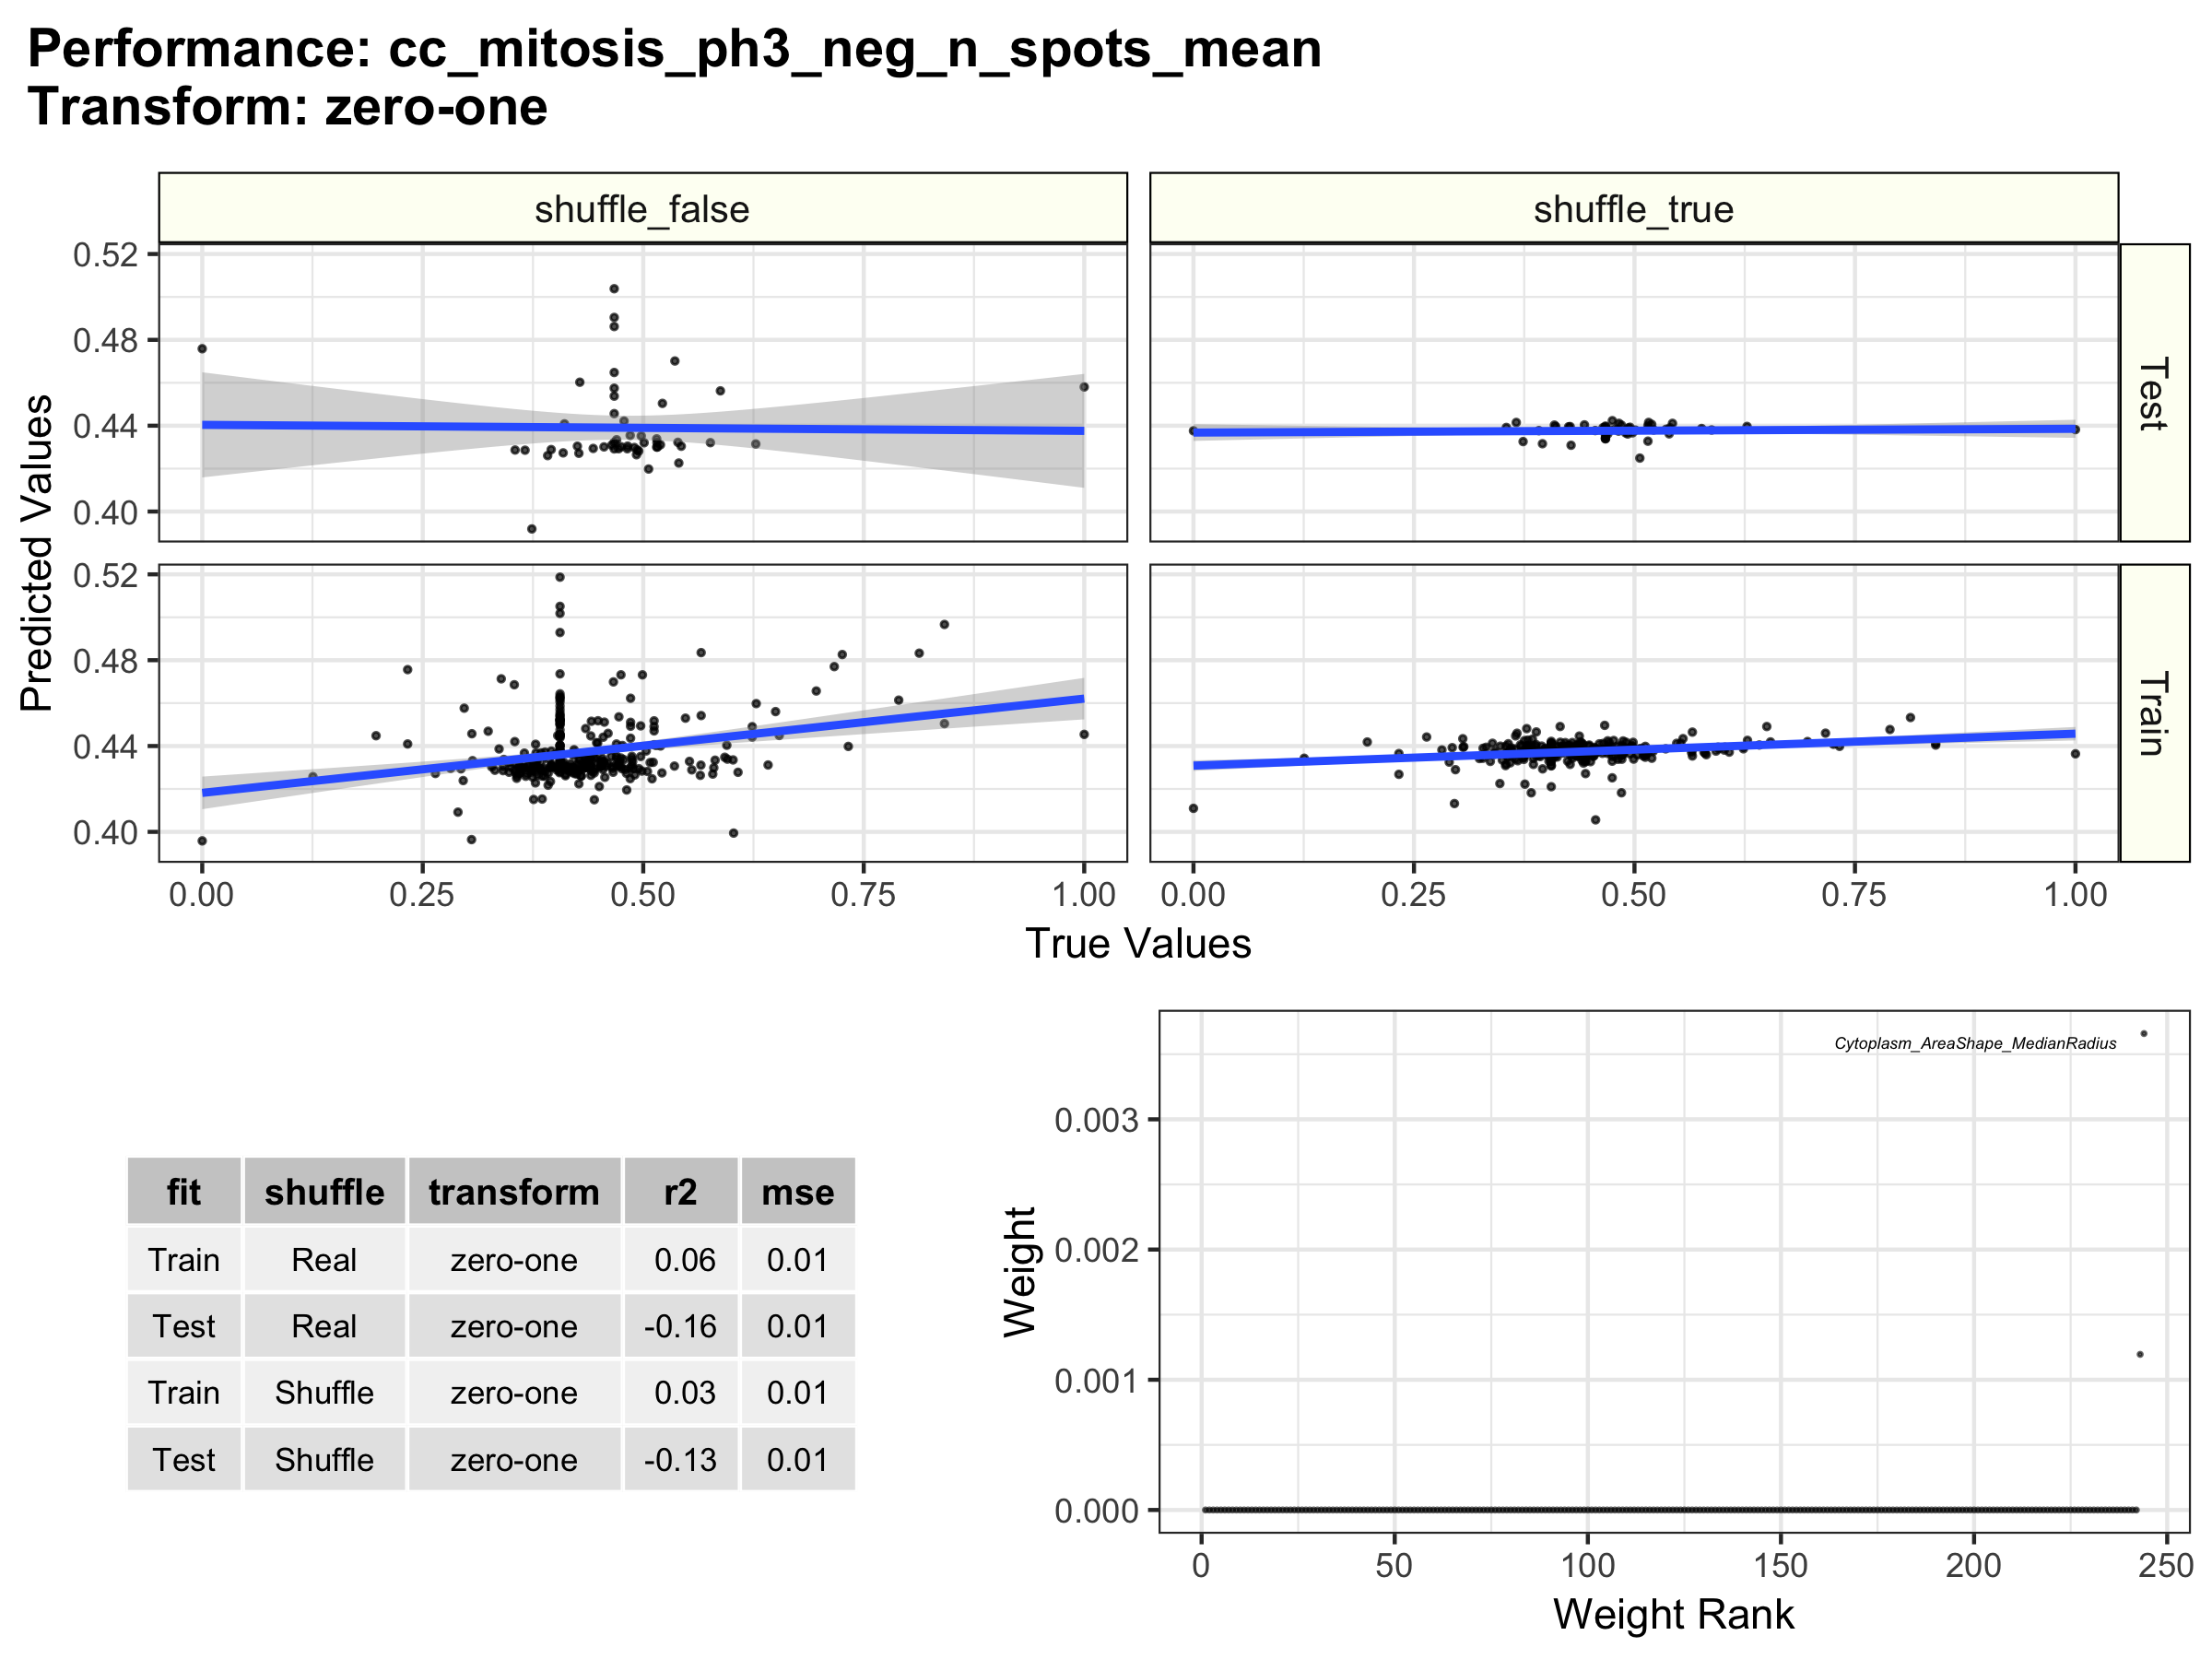 Performance: cc_mitosis_ph3_neg_n_spots_mean
Transform: zero-one
shuffle_false
shuffle_true
0.52
0.48
0.44
0.40
Test
0.52
0.48
0.44
0.40
Train
Predicted Values
0.00 0.25 0.50 0.75 1.00
0.00 0.25 0.50 0.75 1.00
True Values
fit shuffle transform r2 mse
Train Real zero-one 0.06 0.01
Test Real zero-one -0.16 0.01
Train Shuffle zero-one 0.03 0.01
Test Shuffle zero-one -0.13 0.01
Cytoplasm_AreaShape_MedianRadius
0.003
0.002
0.001
0.000
Weight
0 50 100 150 200 250
Weight Rank